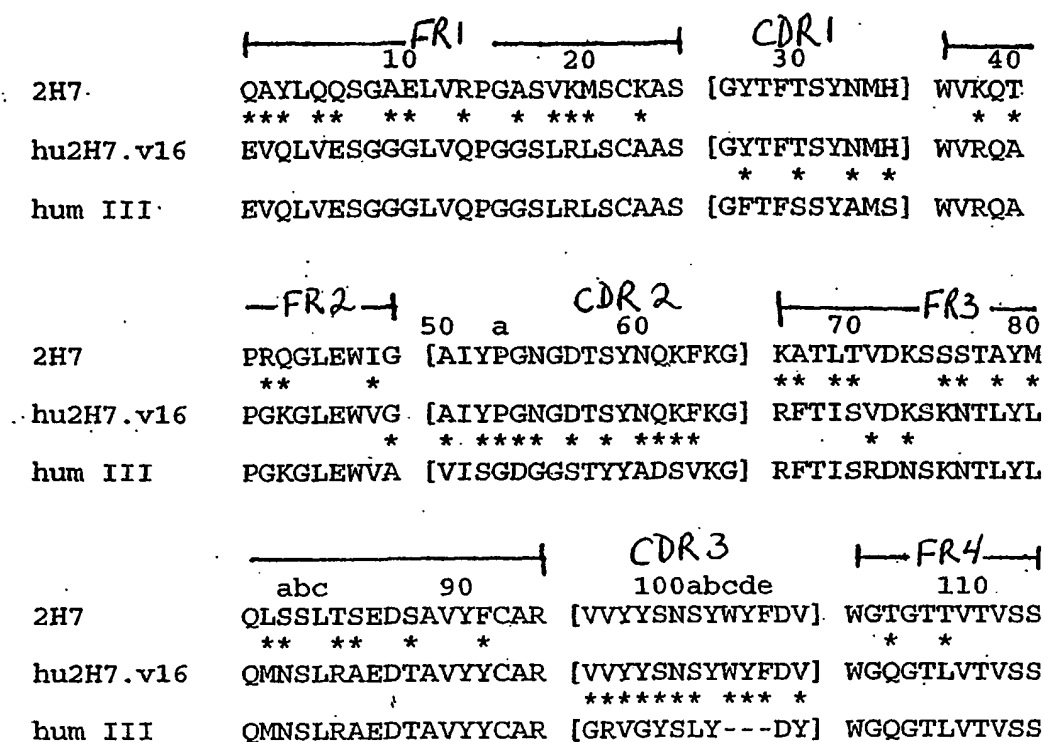 FR1 CDR1
10 20 30 40
2H7 QAYLQQSGAELVRPGASVKMSCKAS [GYTFTSYNMH] WVKQT
*** ** ** * * *** * * *
hu2H7.v16 EVQLVESGGGLVQPGGSLRLSCAAS [GYTFTSYNMH] WVRQA
* * * *
hum III EVQLVESGGGLVQPGGSLRLSCAAS [GFTFSSYAMS] WVRQA
FR2 CDR2 FR3
50 a 60 70 80
2H7 PRQGLEWIG [AIYPGNGDTSYNQKFKG] KATLTVDKSSSTAYM
** * ** ** ** * *
hu2H7.v16 PGKGLEWVG [AIYPGNGDTSYNQKFKG] RFTISVDKSKNTLYL
* * **** * * **** * *
hum III PGKGLEWVA [VISGDGGSTYYADSVKG] RFTISRDNSKNTLYL
CDR3 FR4
abc 90 100abcde 110
2H7 QLSSLTSEDSAVYFCAR [VVYYSNSYWYFDV] WGTGTTVTVSS
** ** * * * *
hu2H7.v16 QMNSLRAEDTAVYYCAR [VVYYSNSYWYFDV] WGQGTLVTVSS
******* *** *
hum III QMNSLRAEDTAVYYCAR [GRVGYSLY---DY] WGQGTLVTVSS